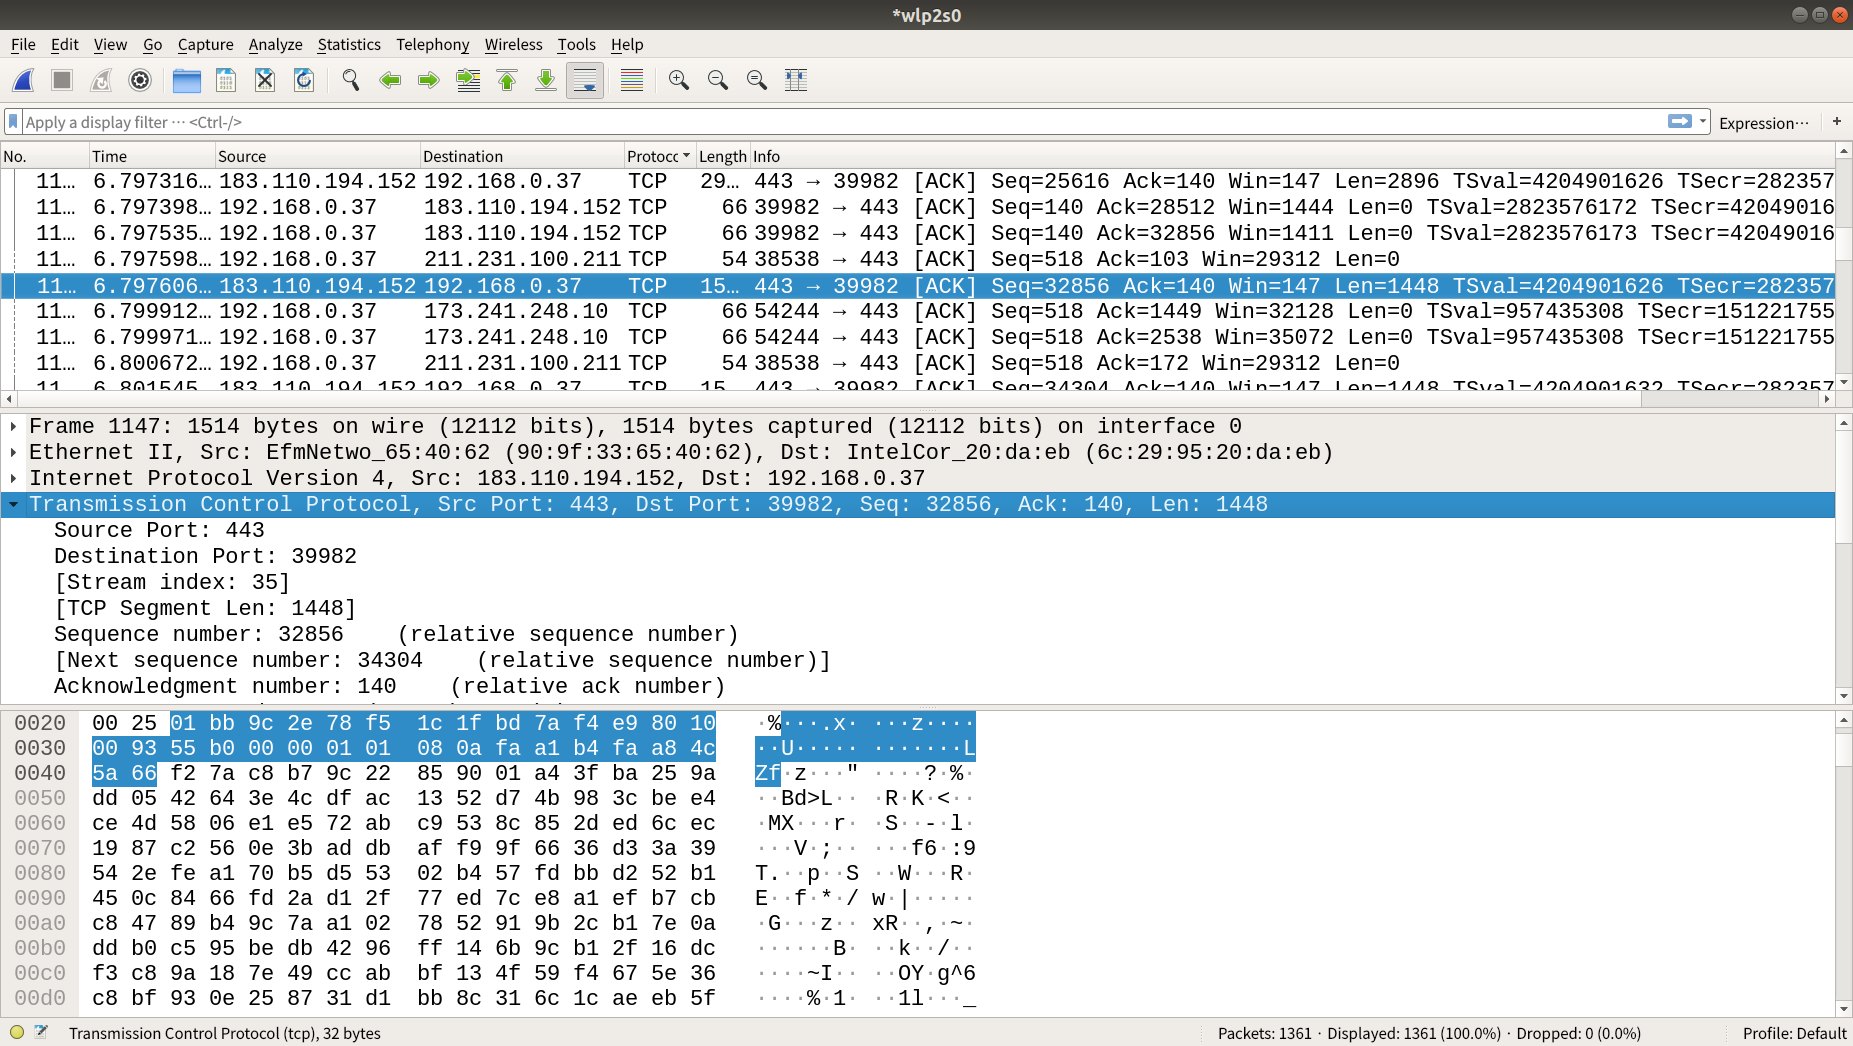 *wlp2s0
File Edit View Go Capture Analyze Statistics Telephony Wireless Tools Help
Apply a display filter ... <Ctrl-/> Expression... +
No. Time Source Destination Protocc Length Info
11... 6.797316... 183.110.194.152 192.168.0.37 TCP 29... 443 → 39982 [ACK] Seq=25616 Ack=140 Win=147 Len=2896 TSval=4204901626 TSecr=282357
11... 6.797398... 192.168.0.37 183.110.194.152 TCP 66 39982 → 443 [ACK] Seq=140 Ack=28512 Win=1444 Len=0 TSval=2823576172 TSecr=42049016
11... 6.797535... 192.168.0.37 183.110.194.152 TCP 66 39982 → 443 [ACK] Seq=140 Ack=32856 Win=1411 Len=0 TSval=2823576173 TSecr=42049016
11... 6.797598... 192.168.0.37 211.231.100.211 TCP 54 38538 → 443 [ACK] Seq=518 Ack=103 Win=29312 Len=0
11... 6.797606... 183.110.194.152 192.168.0.37 TCP 15... 443 → 39982 [ACK] Seq=32856 Ack=140 Win=147 Len=1448 TSval=4204901626 TSecr=282357
11... 6.799912... 192.168.0.37 173.241.248.10 TCP 66 54244 → 443 [ACK] Seq=518 Ack=1449 Win=32128 Len=0 TSval=957435308 TSecr=151221755
11... 6.799971... 192.168.0.37 173.241.248.10 TCP 66 54244 → 443 [ACK] Seq=518 Ack=2538 Win=35072 Len=0 TSval=957435308 TSecr=151221755
11... 6.800672... 192.168.0.37 211.231.100.211 TCP 54 38538 → 443 [ACK] Seq=518 Ack=172 Win=29312 Len=0
11... 6.801545... 183.110.194.152 192.168.0.37 TCP 15... 443 → 39982 [ACK] Seq=34304 Ack=140 Win=147 Len=1448 TSval=4204901632 TSecr=282357
Frame 1147: 1514 bytes on wire (12112 bits), 1514 bytes captured (12112 bits) on interface 0
Ethernet II, Src: EfmNetwo_65:40:62 (90:9f:33:65:40:62), Dst: IntelCor_20:da:eb (6c:29:95:20:da:eb)
Internet Protocol Version 4, Src: 183.110.194.152, Dst: 192.168.0.37
Transmission Control Protocol, Src Port: 443, Dst Port: 39982, Seq: 32856, Ack: 140, Len: 1448
Source Port: 443
Destination Port: 39982
[Stream index: 35]
[TCP Segment Len: 1448]
Sequence number: 32856 (relative sequence number)
[Next sequence number: 34304 (relative sequence number)]
Acknowledgment number: 140 (relative ack number)
0020 00 25 01 bb 9c 2e 78 f5 1c 1f bd 7a f4 e9 80 10 ·%···.x· ···z····
0030 00 93 55 b0 00 00 01 01 08 0a fa a1 b4 fa a8 4c ··U····· ·······L
0040 5a 66 f2 7a c8 b7 9c 22 85 90 01 a4 3f ba 25 9a Zf·z···" ····?·%·
0050 dd 05 42 64 3e 4c df ac 13 52 d7 4b 98 3c be e4 ··Bd>L·· ·R·K·<··
0060 ce 4d 58 06 e1 e5 72 ab c9 53 8c 85 2d ed 6c ec ·MX···r· ·S··-·l·
0070 19 87 c2 56 0e 3b ad db af f9 9f 66 36 d3 3a 39 ···V·;·· ···f6·:9
0080 54 2e fe a1 70 b5 d5 53 02 b4 57 fd bb d2 52 b1 T.··p··S ··W···R·
0090 45 0c 84 66 fd 2a d1 2f 77 ed 7c e8 a1 ef b7 cb E··f·*·/ w·|·····
00a0 c8 47 89 b4 9c 7a a1 02 78 52 91 9b 2c b1 7e 0a ·G···z·· xR··,·~·
00b0 dd b0 c5 95 be db 42 96 ff 14 6b 9c b1 2f 16 dc ······B· ··k··/··
00c0 f3 c8 9a 18 7e 49 cc ab bf 13 4f 59 f4 67 5e 36 ····~I·· ··OY·g^6
00d0 c8 bf 93 0e 25 87 31 d1 bb 8c 31 6c 1c ae eb 5f ····%·1· ··1l···_
Transmission Control Protocol (tcp), 32 bytes Packets: 1361 · Displayed: 1361 (100.0%) · Dropped: 0 (0.0%) Profile: Default